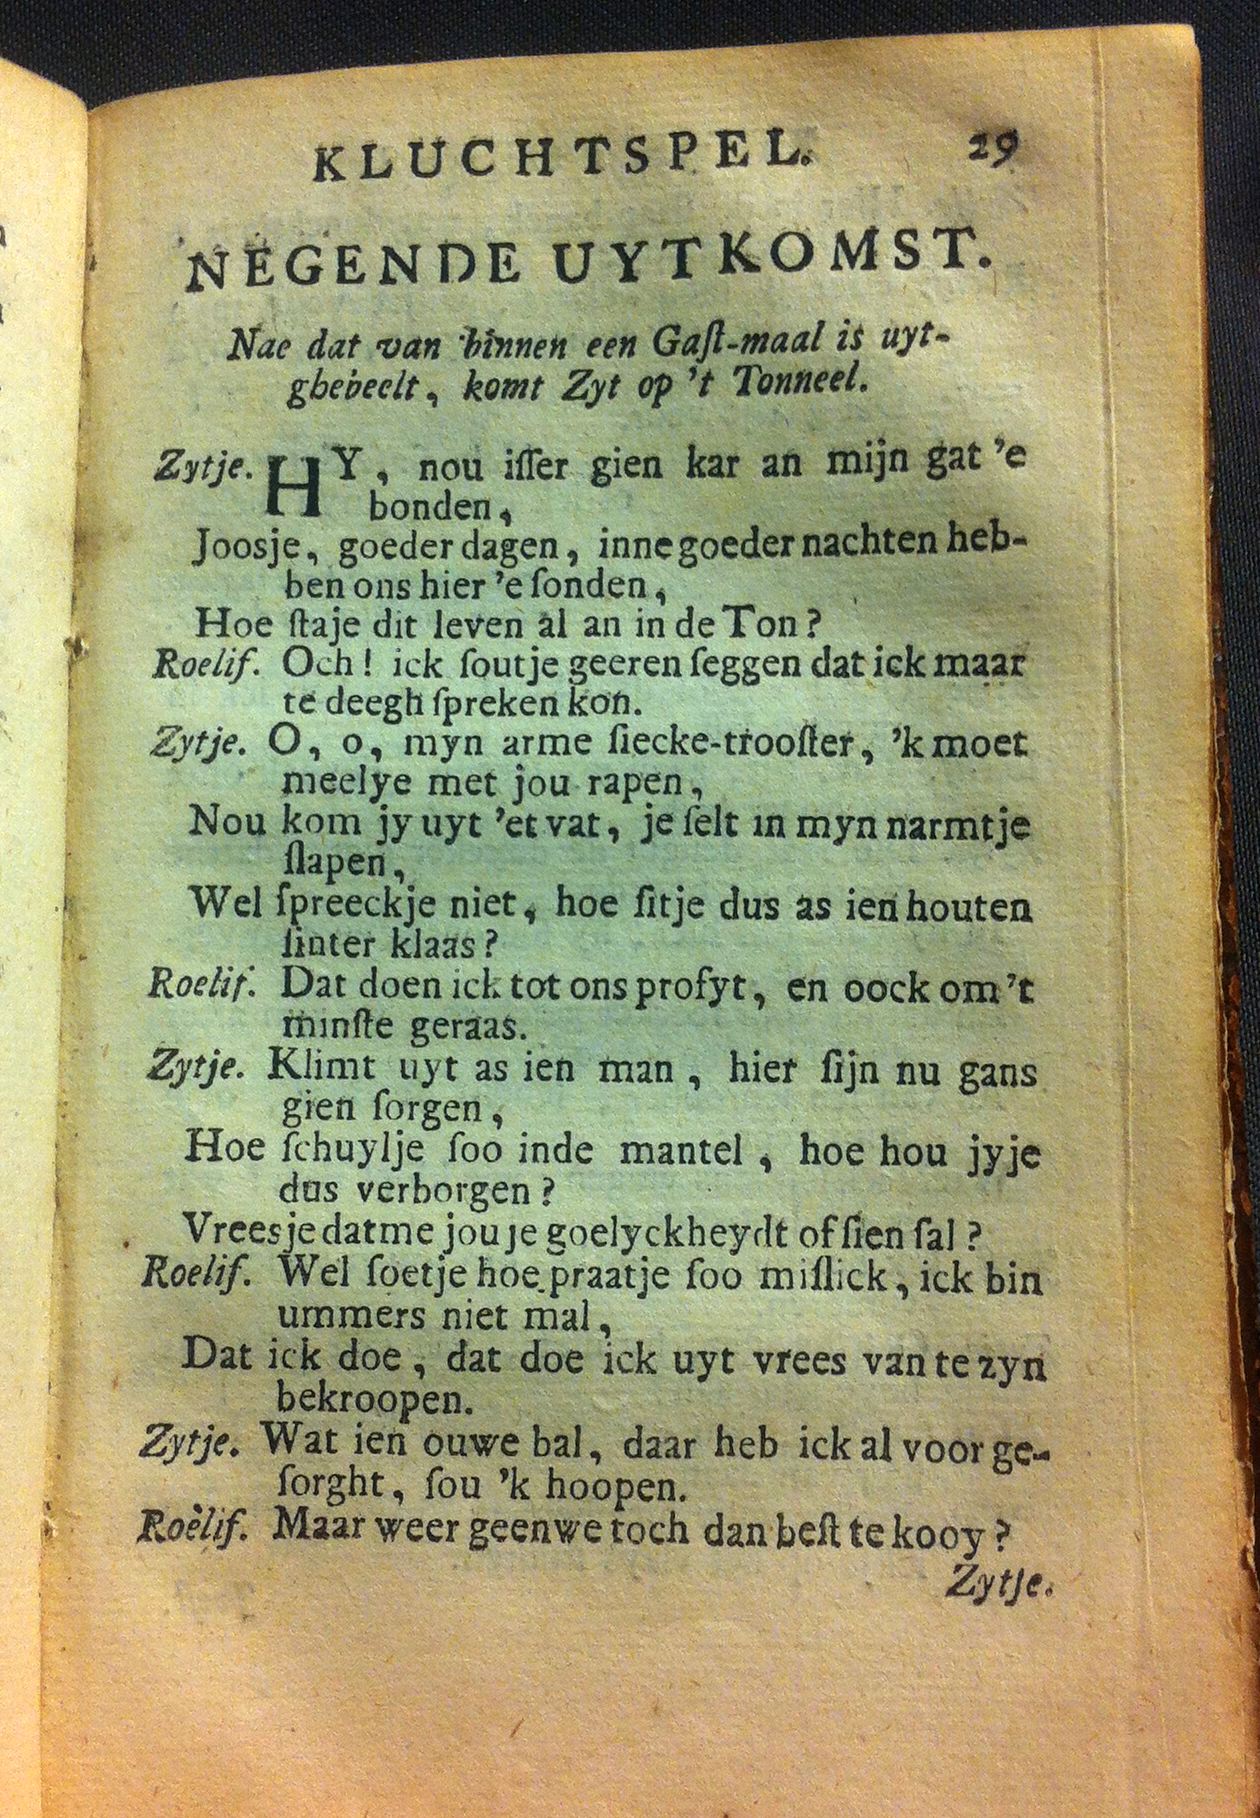 KLUCHTSPEL. 29
NEGENDE UYTKOMST.
Nae dat van binnen een Gaſt-maal is uyt-
ghebeelt, komt Zyt op 't Tonneel.
Zytje. HY, nou iſſer gien kar an mijn gat 'e
bonden,
Joosje, goeder dagen, inne goeder nachten heb-
ben ons hier 'e ſonden,
Hoe ſtaje dit leven al an in de Ton?
Roelif. Och! ick ſoutje geeren ſeggen dat ick maar
te deegh ſpreken kon.
Zytje. O, o, myn arme ſiecke-trooſter, 'k moet
meelye met jou rapen,
Nou kom jy uyt 'et vat, je ſelt in myn narmtje
ſlapen,
Wel ſpreeckje niet, hoe ſitje dus as ien houten
ſinter klaas?
Roelif. Dat doen ick tot ons profyt, en oock om 't
minſte geraas.
Zytje. Klimt uyt as ien man, hier ſijn nu gans
gien ſorgen,
Hoe ſchuylje ſoo inde mantel, hoe hou jyje
dus verborgen?
Vreesje datme jou je goelyckheydt of ſien ſal?
Roelif. Wel ſoetje hoe praatje ſoo miſlick, ick bin
ummers niet mal,
Dat ick doe, dat doe ick uyt vrees van te zyn
bekroopen.
Zytje. Wat ien ouwe bal, daar heb ick al voor ge-
ſorght, ſou 'k hoopen.
Roelif. Maar weer geenwe toch dan beſt te kooy?
Zytje.